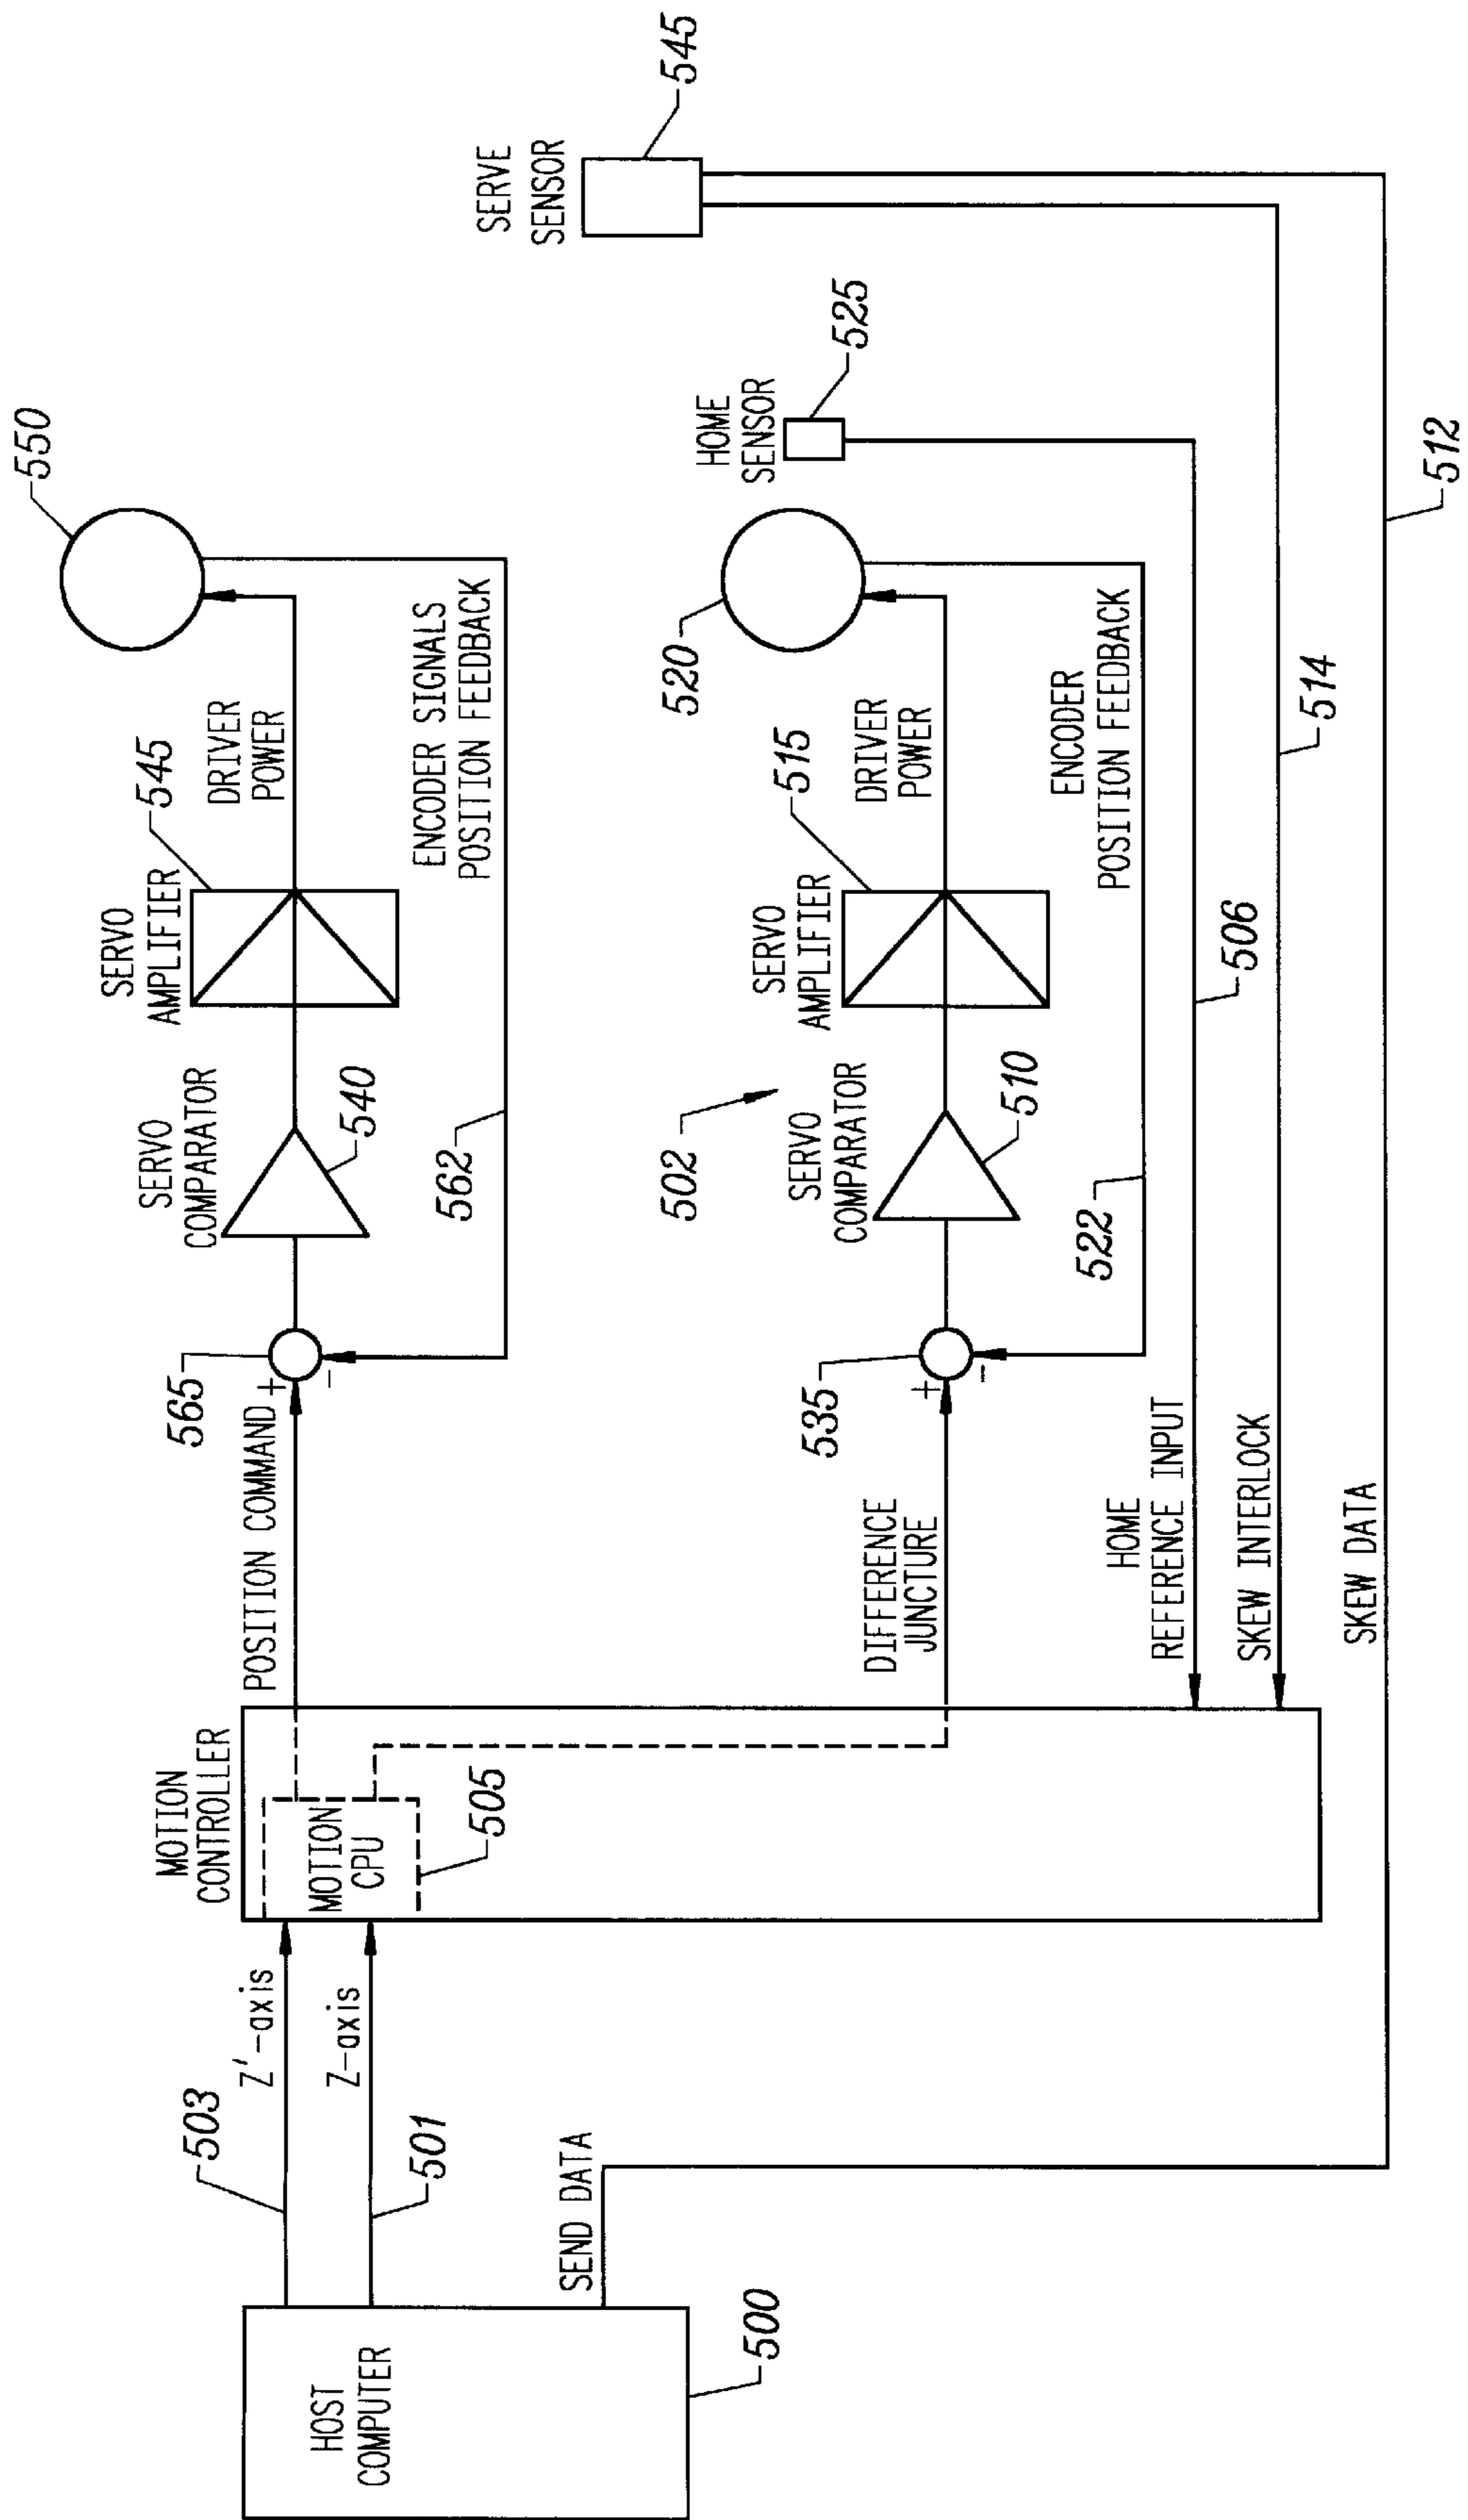 HOST
COMPUTER
500
503
501
Z'-axis
Z-axis
SEND DATA
MOTION
CONTROLLER
MOTION
CPU
505
POSITION COMMAND
565
+
-
SERVO
COMPARATOR
540
SERVO
AMPLIFIER
545
DRIVER
POWER
550
562
ENCODER SIGNALS
POSITION FEEDBACK
502
DIFFERENCE
JUNCTURE
535
+
-
SERVO
COMPARATOR
510
SERVO
AMPLIFIER
515
DRIVER
POWER
520
522
ENCODER
POSITION FEEDBACK
HOME
SENSOR
525
SERVE
SENSOR
545
HOME
REFERENCE INPUT
506
SKEW INTERLOCK
514
SKEW DATA
512